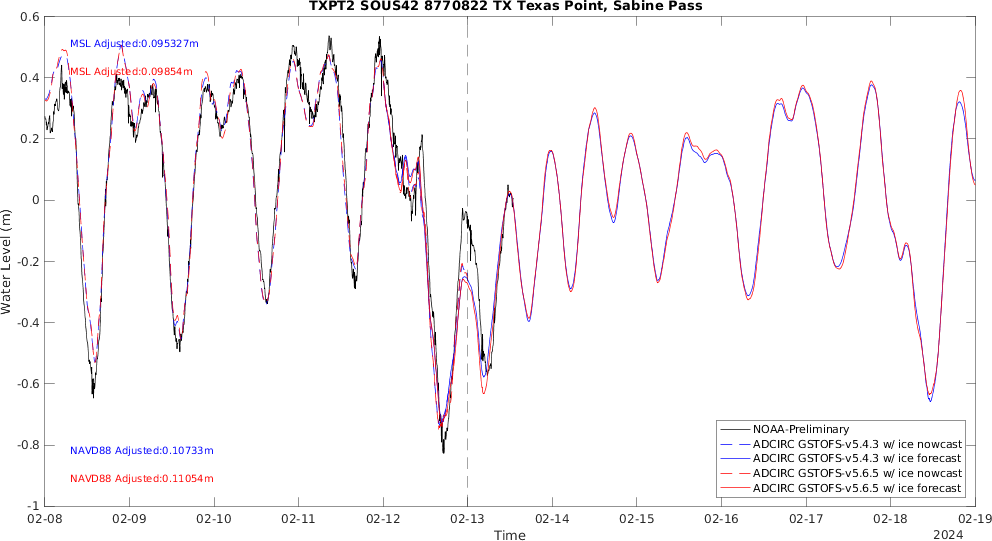 TXPT2 SOUS42 8770822 TX Texas Point, Sabine Pass
0.6
0.4
0.2
0
-0.2
-0.4
-0.6
-0.8
-1
Water Level (m)
MSL Adjusted:0.095327m
MSL Adjusted:0.09854m
NAVD88 Adjusted:0.10733m
NAVD88 Adjusted:0.11054m
NOAA-Preliminary
ADCIRC GSTOFS-v5.4.3 w/ ice nowcast
ADCIRC GSTOFS-v5.4.3 w/ ice forecast
ADCIRC GSTOFS-v5.6.5 w/ ice nowcast
ADCIRC GSTOFS-v5.6.5 w/ ice forecast
02-08 02-09 02-10 02-11 02-12 02-13 02-14 02-15 02-16 02-17 02-18 02-19
Time
2024